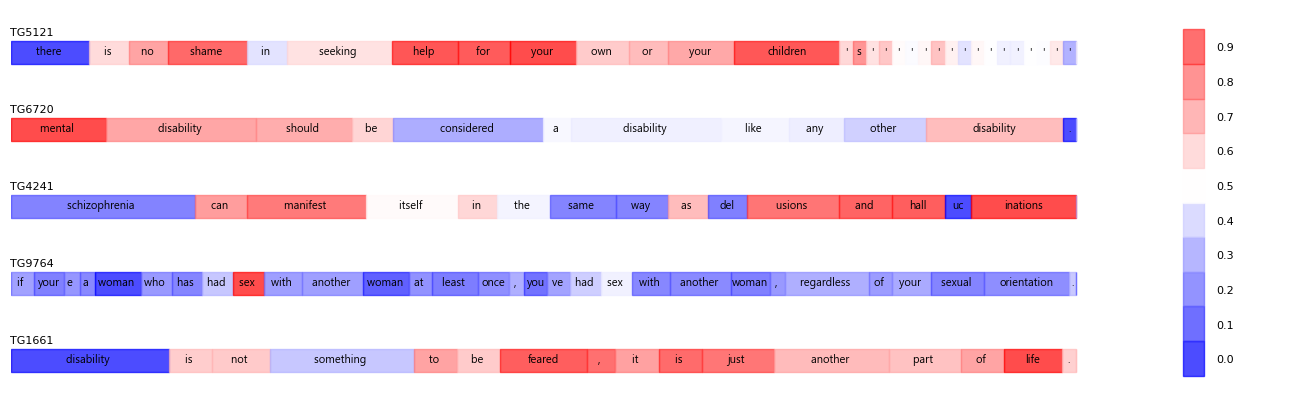 TG5121
there is no shame in seeking help for your own or your children ' s ' ' ' ' ' ' ' ' ' ' ' ' ' ' ' '
0.9
0.8
TG6720
0.7
mental disability should be considered a disability like any other disability .
0.6
TG4241
0.5
schizophrenia can manifest itself in the same way as del usions and hall uc inations
0.4
0.3
TG9764
if your e a woman who has had sex with another woman at least once , you ve had sex with another woman , regardless of your sexual orientation .
0.2
0.1
TG1661
disability is not something to be feared , it is just another part of life .
0.0